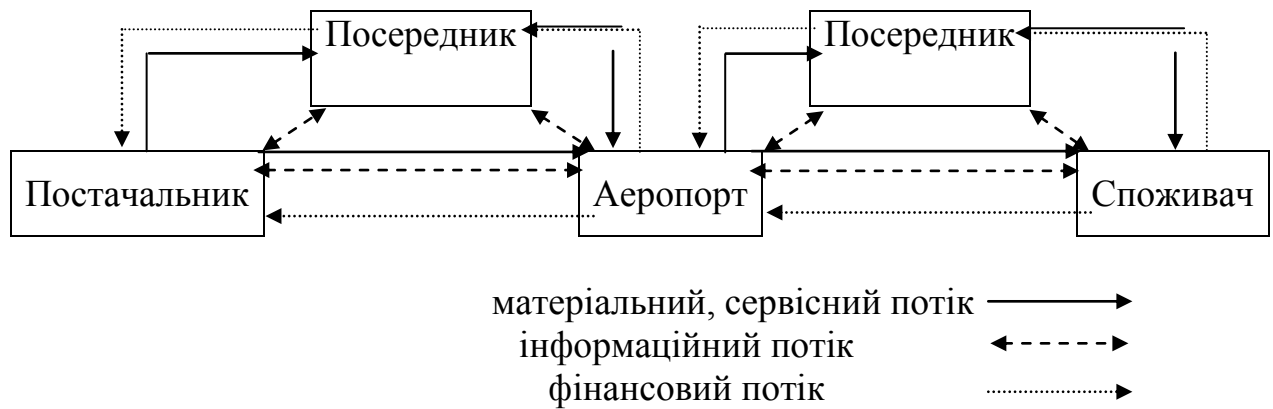 Посередник
Посередник
Постачальник
Аеропорт
Споживач
матеріальний, сервісний потік
інформаційний потік
фінансовий потік